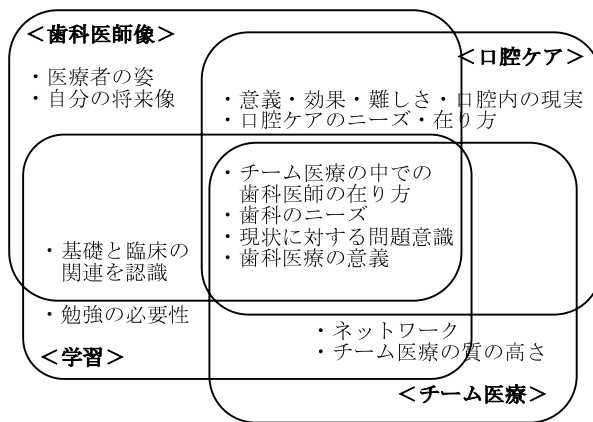 ＜歯科医師像＞
・医療者の姿
・自分の将来像
＜口腔ケア＞
・意義・効果・難しさ・口腔内の現実
・口腔ケアのニーズ・在り方
・チーム医療の中での
歯科医師の在り方
・歯科のニーズ
・現状に対する問題意識
・歯科医療の意義
・基礎と臨床の
関連を認識
・勉強の必要性
＜学習＞
・ネットワーク
・チーム医療の質の高さ
＜チーム医療＞